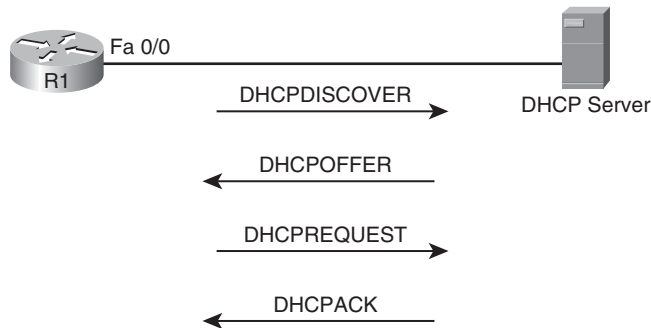 Fa 0/0
R1
DHCP Server
DHCPDISCOVER
DHCPOFFER
DHCPREQUEST
DHCPACK